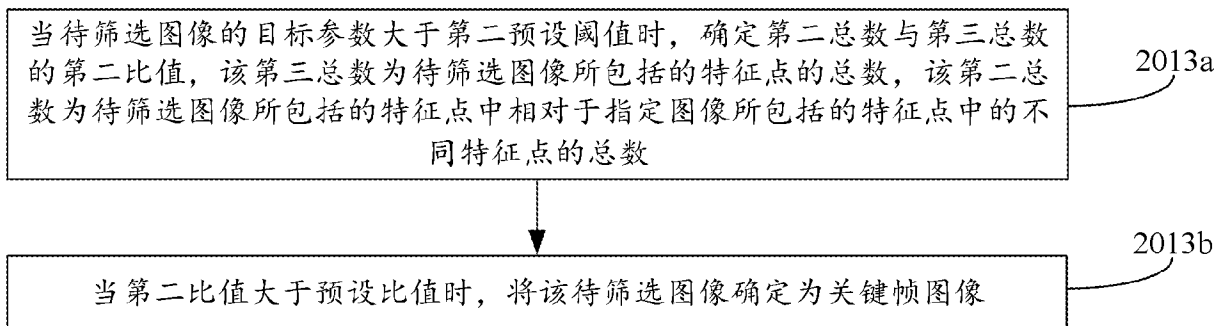 当待筛选图像的目标参数大于第二预设阈值时，确定第二总数与第三总数
的第二比值，该第三总数为待筛选图像所包括的特征点的总数，该第二总
数为待筛选图像所包括的特征点中相对于指定图像所包括的特征点中的不
同特征点的总数
2013a
2013b
当第二比值大于预设比值时，将该待筛选图像确定为关键帧图像